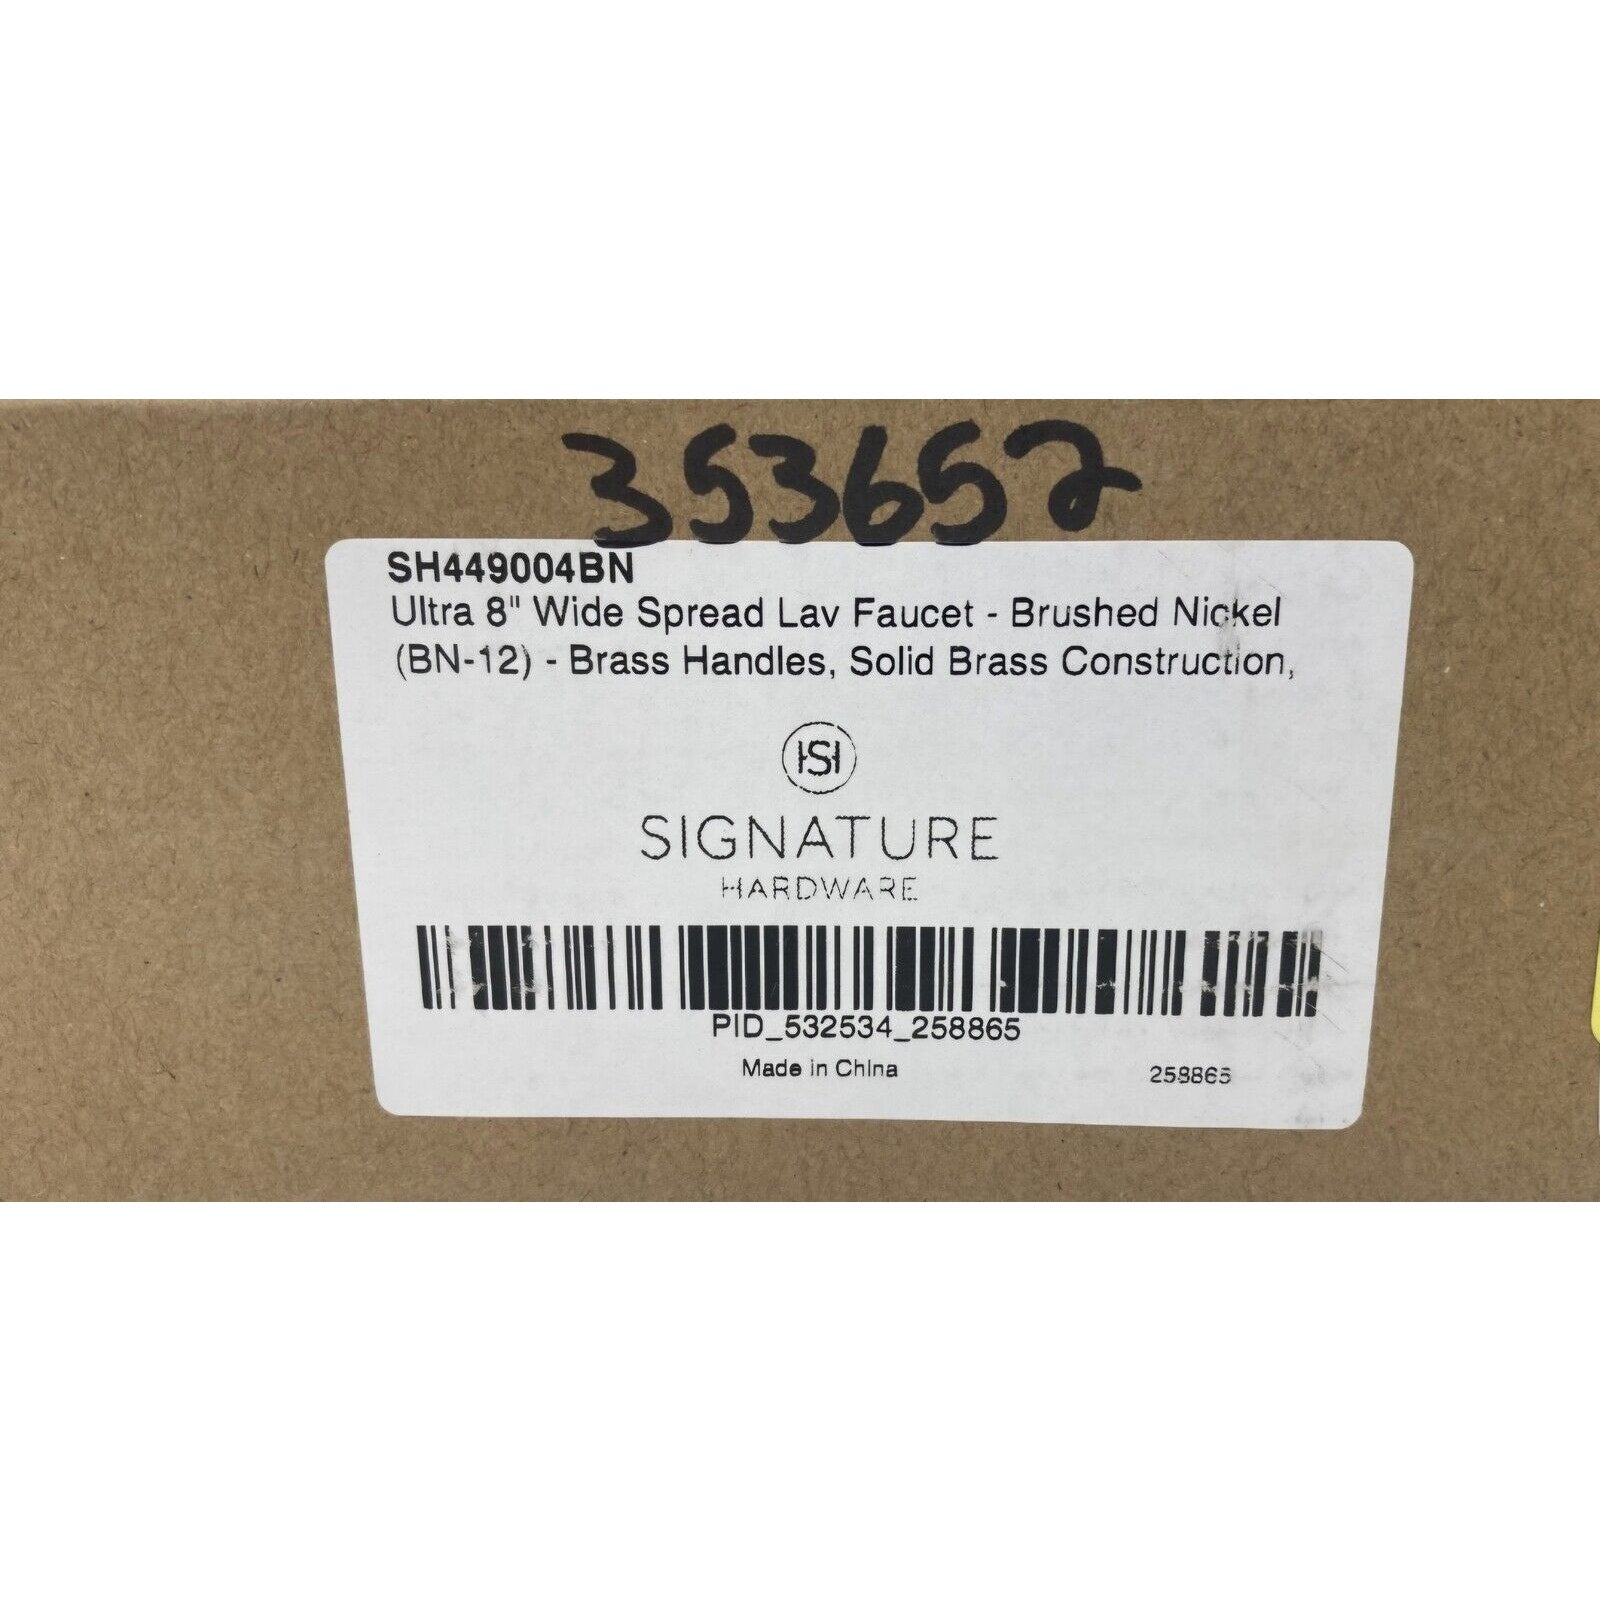 353652
SH449004BN
Ultra 8" Wide Spread Lav Faucet - Brushed Nickel
(BN-12) - Brass Handles, Solid Brass Construction,
SIGNATURE
HARDWARE
PID_532534_258865
Made in China
258865